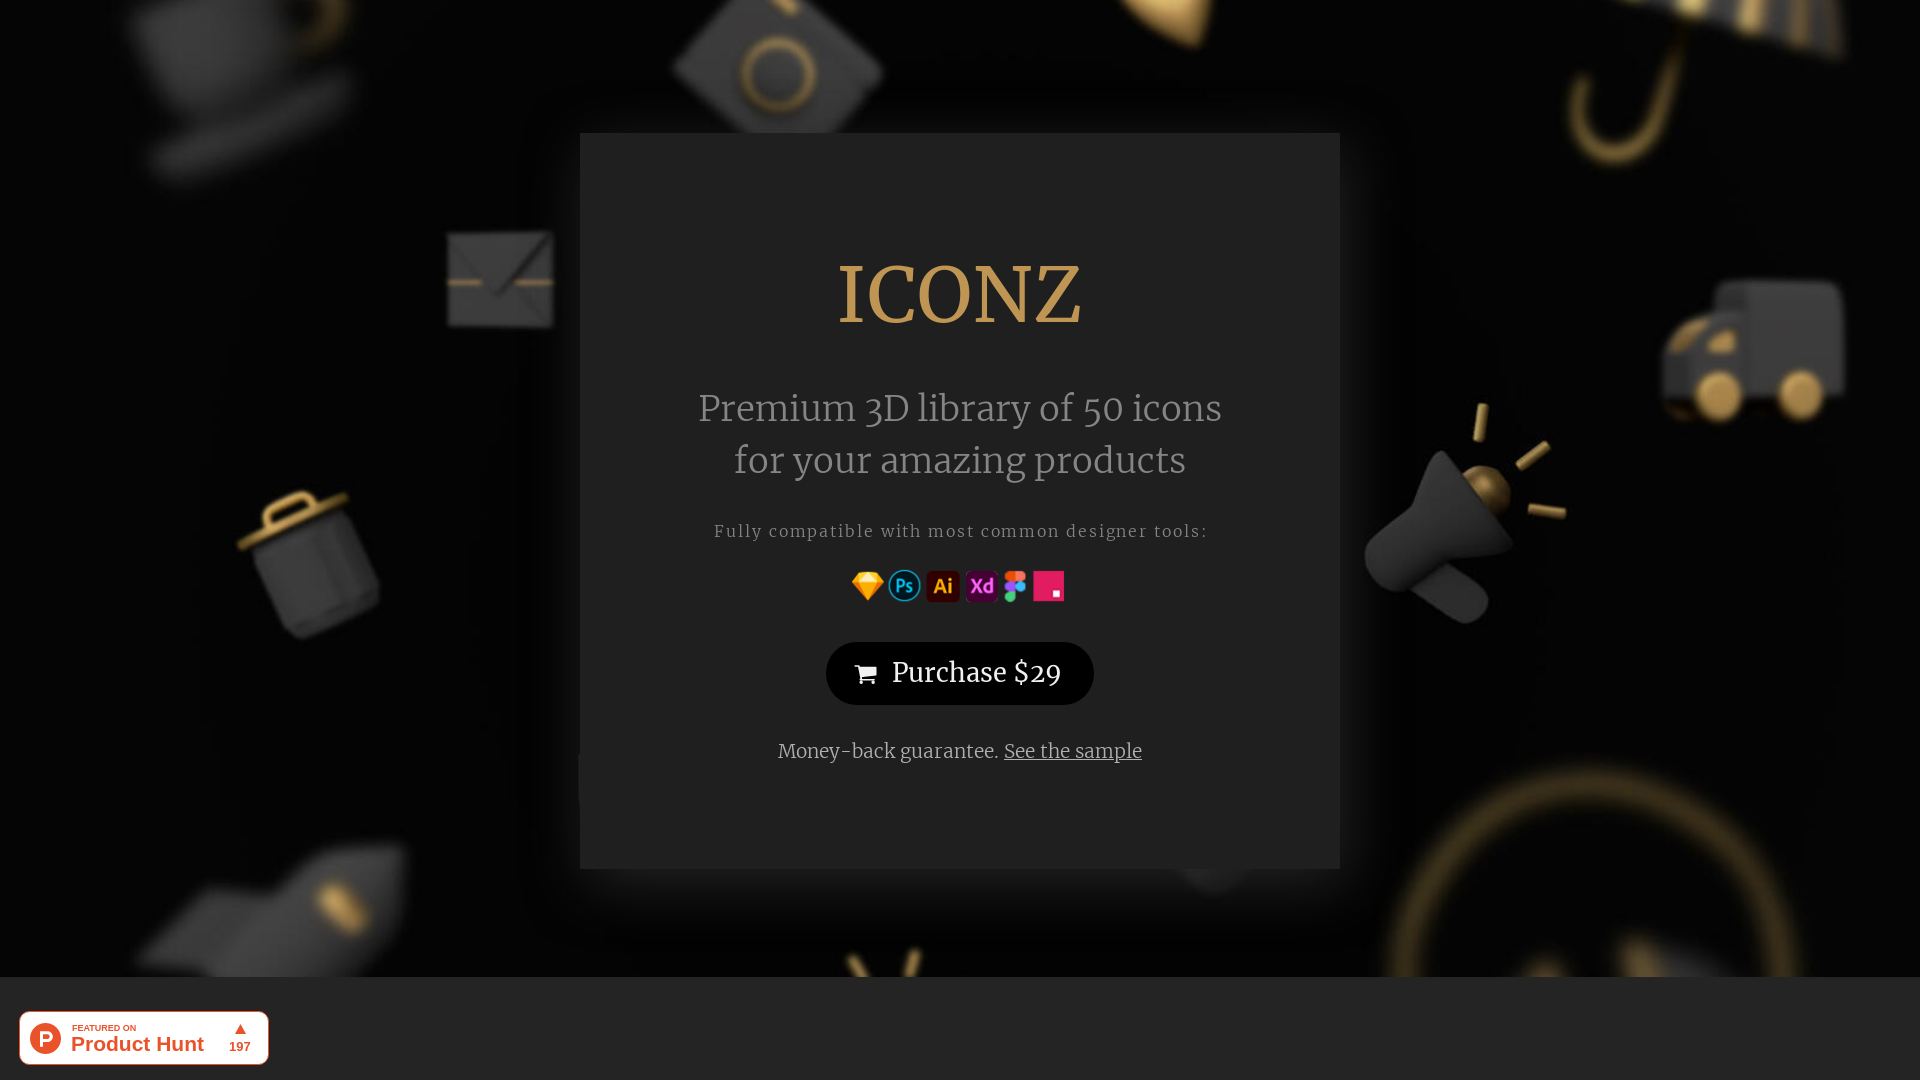 ICONZ
Premium 3D library of 50 icons
for your amazing products
Fully compatible with most common designer tools:
Ps Ai Xd
Purchase $29
Money-back guarantee. See the sample
P FEATURED ON
Product Hunt
197